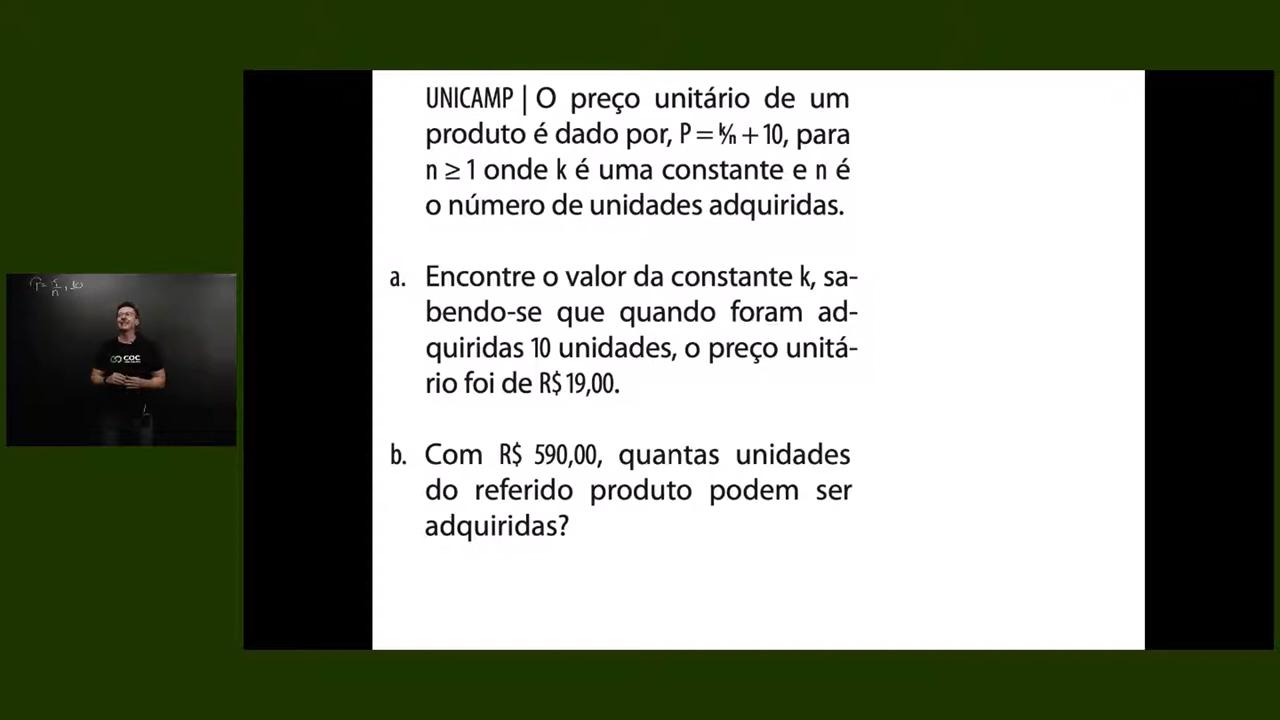 UNICAMP | O preço unitário de um
produto é dado por, P = k/n + 10, para
n ≥ 1 onde k é uma constante e n é
o número de unidades adquiridas.
a. Encontre o valor da constante k, sa-
bendo-se que quando foram ad-
quiridas 10 unidades, o preço unitá-
rio foi de R$ 19,00.
b. Com R$ 590,00, quantas unidades
do referido produto podem ser
adquiridas?
COC